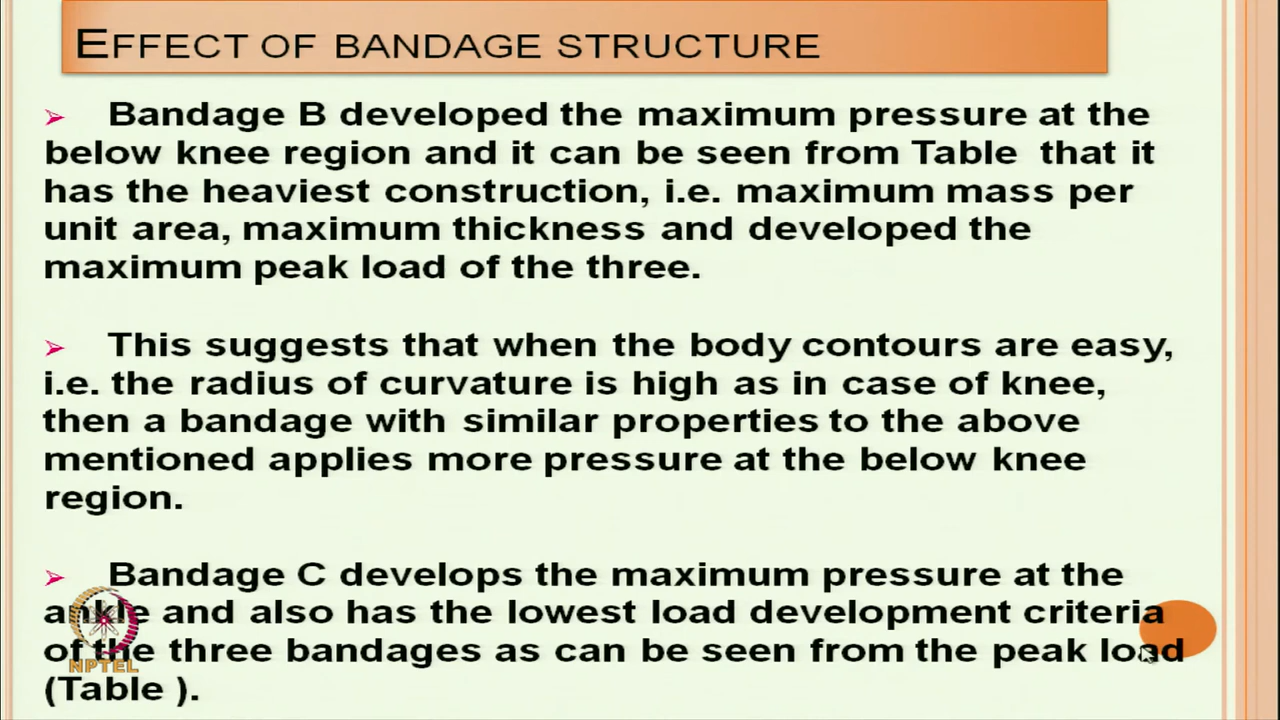 EFFECT OF BANDAGE STRUCTURE
➢ Bandage B developed the maximum pressure at the
below knee region and it can be seen from Table that it
has the heaviest construction, i.e. maximum mass per
unit area, maximum thickness and developed the
maximum peak load of the three.
➢ This suggests that when the body contours are easy,
i.e. the radius of curvature is high as in case of knee,
then a bandage with similar properties to the above
mentioned applies more pressure at the below knee
region.
➢ Bandage C develops the maximum pressure at the
ankle and also has the lowest load development criteria
of the three bandages as can be seen from the peak load
(Table ).
NPTEL